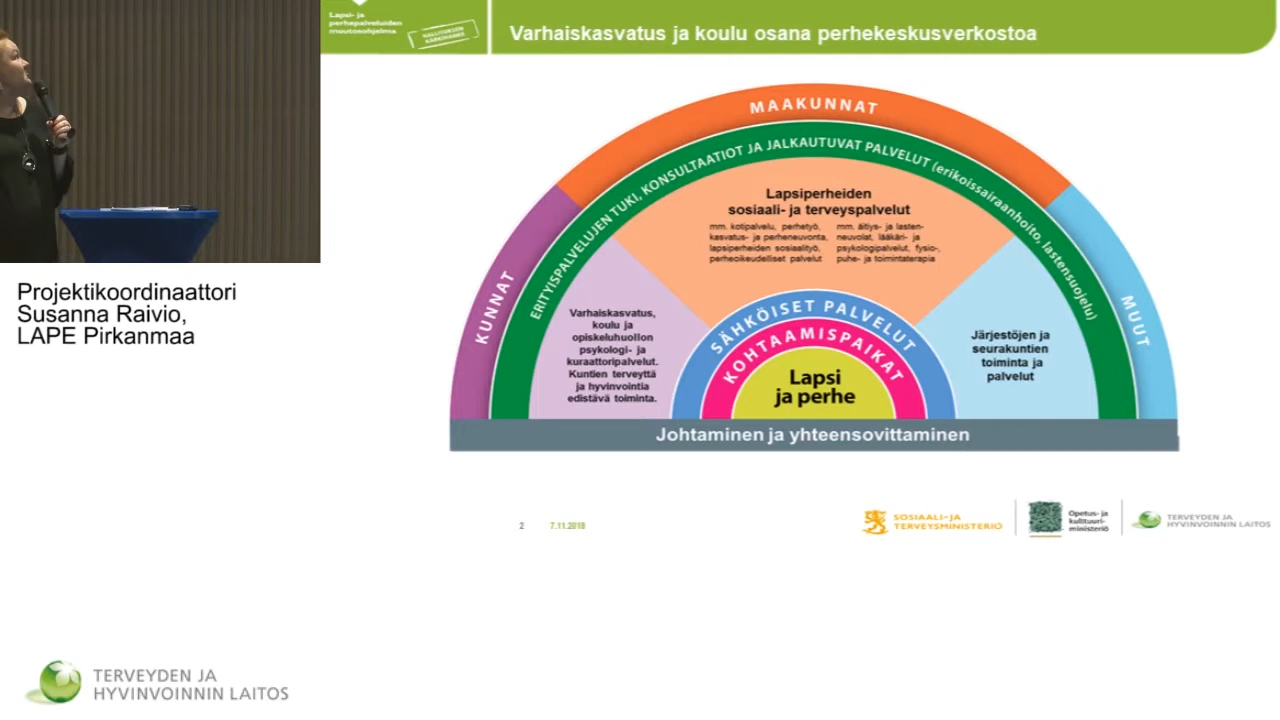 Lapsi- ja
perhepalveluiden
muutosohjelma
HALLITUKSEN
KÄRKIHANKE
Varhaiskasvatus ja koulu osana perhekeskusverkostoa
Projektikoordinaattori
Susanna Raivio,
LAPE Pirkanmaa
MAAKUNNAT
KUNNAT
MUUT
ERITYISPALVELUJEN TUKI, KONSULTAATIOT JA JALKAUTUVAT PALVELUT (erikoissairaanhoito, lastensuojelu)
Lapsiperheiden
sosiaali- ja terveyspalvelut
mm. kotipalvelu, perhetyö,
kasvatus- ja perheneuvonta,
lapsiperheiden sosiaalityö,
perheoikeudelliset palvelut
mm. äitiys- ja lasten-
neuvolat, lääkäri- ja
psykologipalvelut, fysio-,
puhe- ja toimintaterapia
Varhaiskasvatus,
koulu ja
opiskeluhuollon
psykologi- ja
kuraattoripalvelut.
Kuntien terveyttä
ja hyvinvointia
edistävä toiminta.
Järjestöjen ja
seurakuntien
toiminta ja
palvelut
SÄHKÖISET PALVELUT
KOHTAAMISPAIKAT
Lapsi
ja perhe
Johtaminen ja yhteensovittaminen
2 7.11.2018
SOSIAALI- JA
TERVEYSMINISTERIÖ
Opetus- ja
kulttuuri-
ministeriö
TERVEYDEN JA
HYVINVOINNIN LAITOS
TERVEYDEN JA
HYVINVOINNIN LAITOS